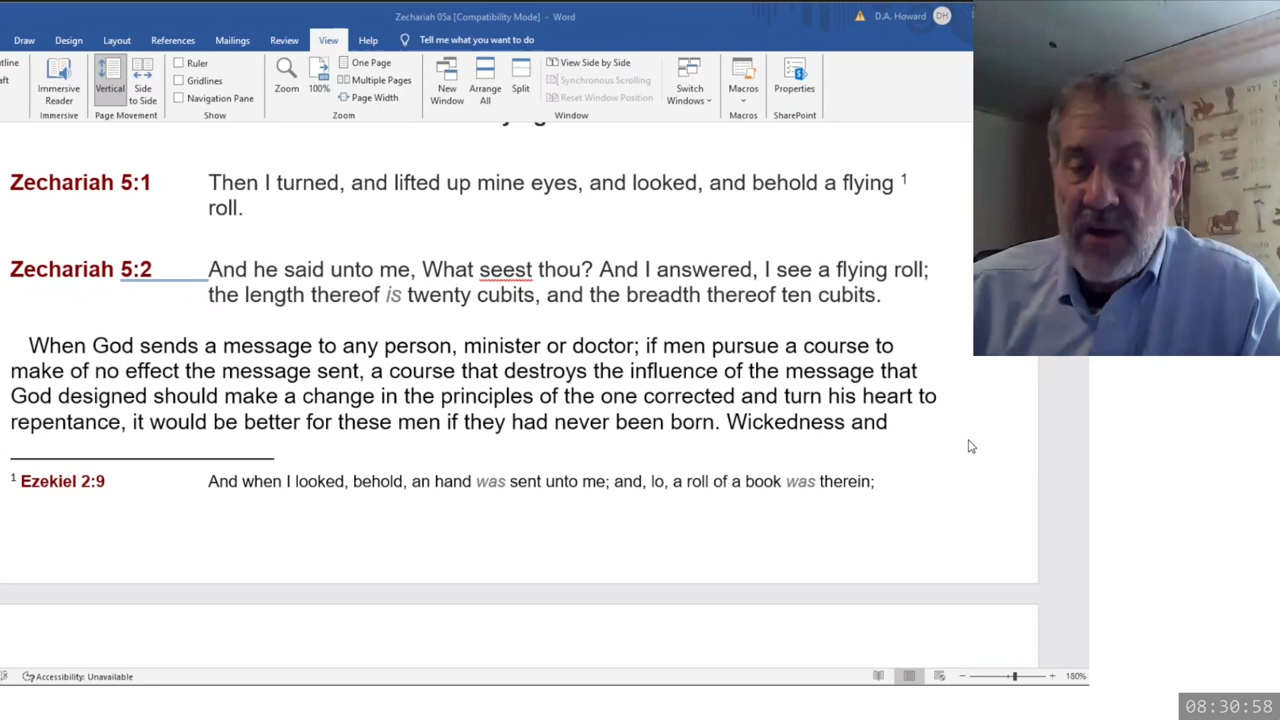 Zechariah 05a [Compatibility Mode] - Word
D.A. Howard DH
Draw Design Layout References Mailings Review View Help Tell me what you want to do
Immersive Reader
Immersive
Vertical
Side to Side
Page Movement
Ruler
Gridlines
Navigation Pane
Show
Zoom
100%
One Page
Multiple Pages
Page Width
Zoom
New Window
Arrange All
Split
View Side by Side
Synchronous Scrolling
Reset Window Position
Window
Switch Windows
Macros
Macros
Properties
SharePoint
Zechariah 5:1 Then I turned, and lifted up mine eyes, and looked, and behold a flying 1
roll.
Zechariah 5:2 And he said unto me, What seest thou? And I answered, I see a flying roll;
the length thereof is twenty cubits, and the breadth thereof ten cubits.
When God sends a message to any person, minister or doctor; if men pursue a course to
make of no effect the message sent, a course that destroys the influence of the message that
God designed should make a change in the principles of the one corrected and turn his heart to
repentance, it would be better for these men if they had never been born. Wickedness and
1 Ezekiel 2:9 And when I looked, behold, an hand was sent unto me; and, lo, a roll of a book was therein;
Accessibility: Unavailable
180%
08:30:58